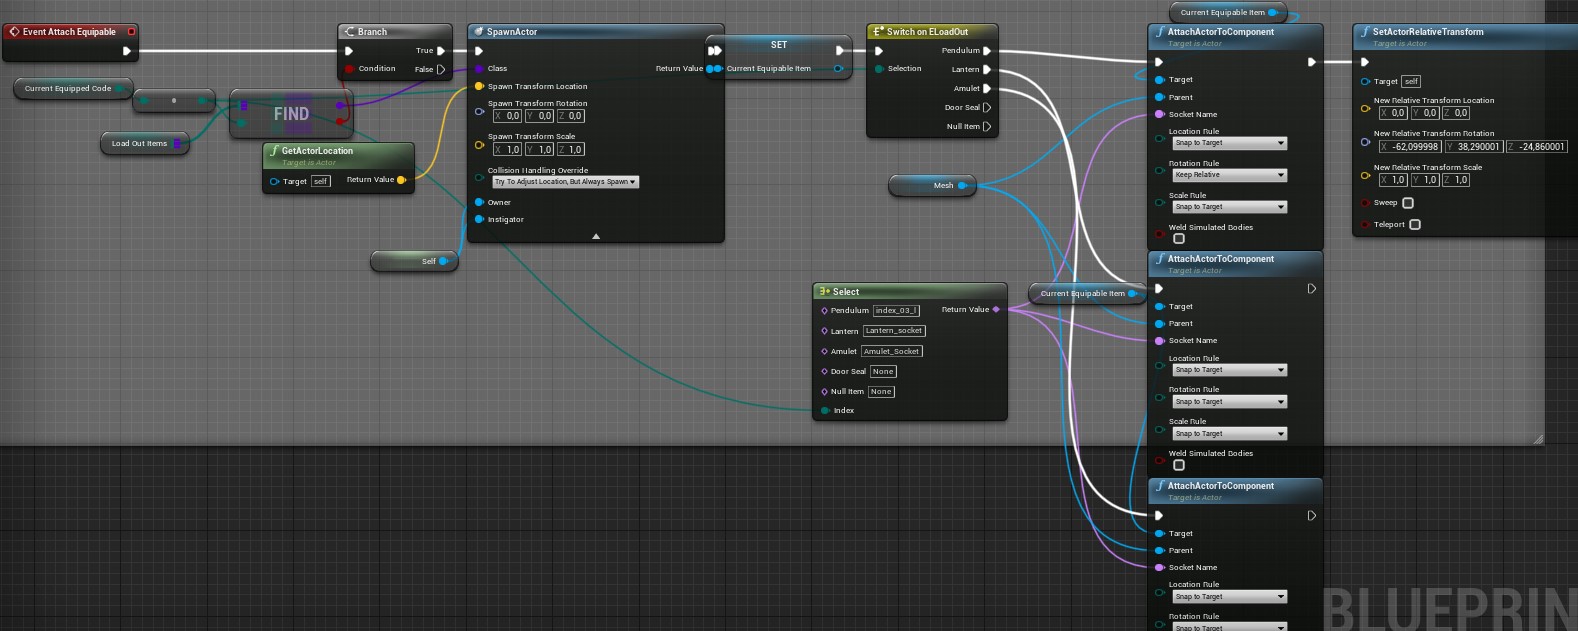 Event Attach Equipable
Current Equipped Code
Load Out Items
FIND
GetActorLocation
Target is Actor
Target self
Return Value
Branch
True
Condition
False
SpawnActor
Class
Return Value
Spawn Transform Location
Spawn Transform Rotation
X 0,0 Y 0,0 Z 0,0
Spawn Transform Scale
X 1,0 Y 1,0 Z 1,0
Collision Handling Override
Try To Adjust Location, But Always Spawn
Owner
Instigator
Self
SET
Current Equipable Item
Switch on ELoadOut
Pendulum
Selection
Lantern
Amulet
Door Seal
Null Item
Mesh
Select
Pendulum index_03_l
Return Value
Lantern Lantern_socket
Amulet Amulet_Socket
Door Seal None
Null Item None
Index
Current Equipable Item
Current Equipable Item
AttachActorToComponent
Target is Actor
Target
Parent
Socket Name
Location Rule
Snap to Target
Rotation Rule
Keep Relative
Scale Rule
Snap to Target
Weld Simulated Bodies
AttachActorToComponent
Target is Actor
Target
Parent
Socket Name
Location Rule
Snap to Target
Rotation Rule
Snap to Target
Scale Rule
Snap to Target
Weld Simulated Bodies
AttachActorToComponent
Target is Actor
Target
Parent
Socket Name
Location Rule
Snap to Target
Rotation Rule
Snap to Target
SetActorRelativeTransform
Target is Actor
Target self
New Relative Transform Location
X 0,0 Y 0,0 Z 0,0
New Relative Transform Rotation
X -62,099998 Y 38,290001 Z -24,860001
New Relative Transform Scale
X 1,0 Y 1,0 Z 1,0
Sweep
Teleport
BLUEPRIN